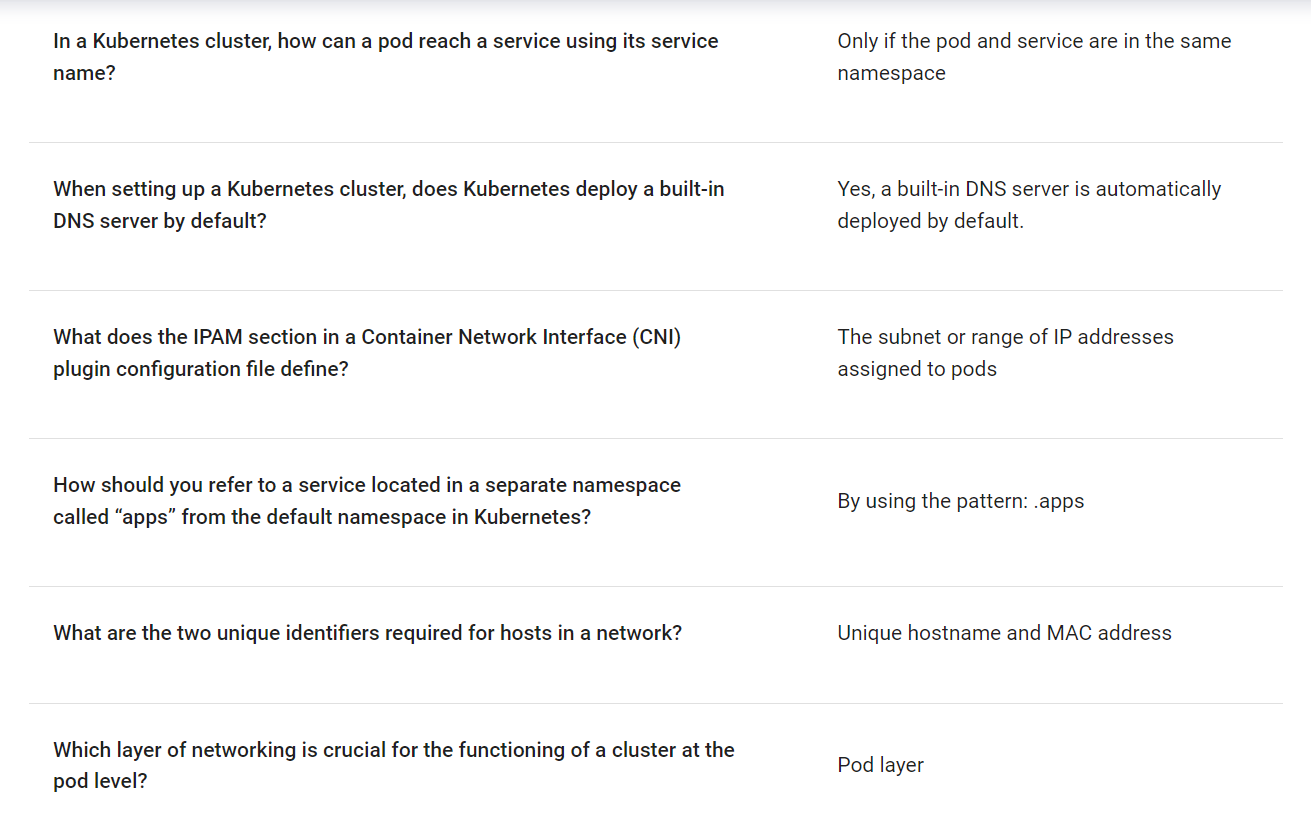 In a Kubernetes cluster, how can a pod reach a service using its service
name?
Only if the pod and service are in the same
namespace
When setting up a Kubernetes cluster, does Kubernetes deploy a built-in
DNS server by default?
Yes, a built-in DNS server is automatically
deployed by default.
What does the IPAM section in a Container Network Interface (CNI)
plugin configuration file define?
The subnet or range of IP addresses
assigned to pods
How should you refer to a service located in a separate namespace
called “apps” from the default namespace in Kubernetes?
By using the pattern: .apps
What are the two unique identifiers required for hosts in a network?
Unique hostname and MAC address
Which layer of networking is crucial for the functioning of a cluster at the
pod level?
Pod layer